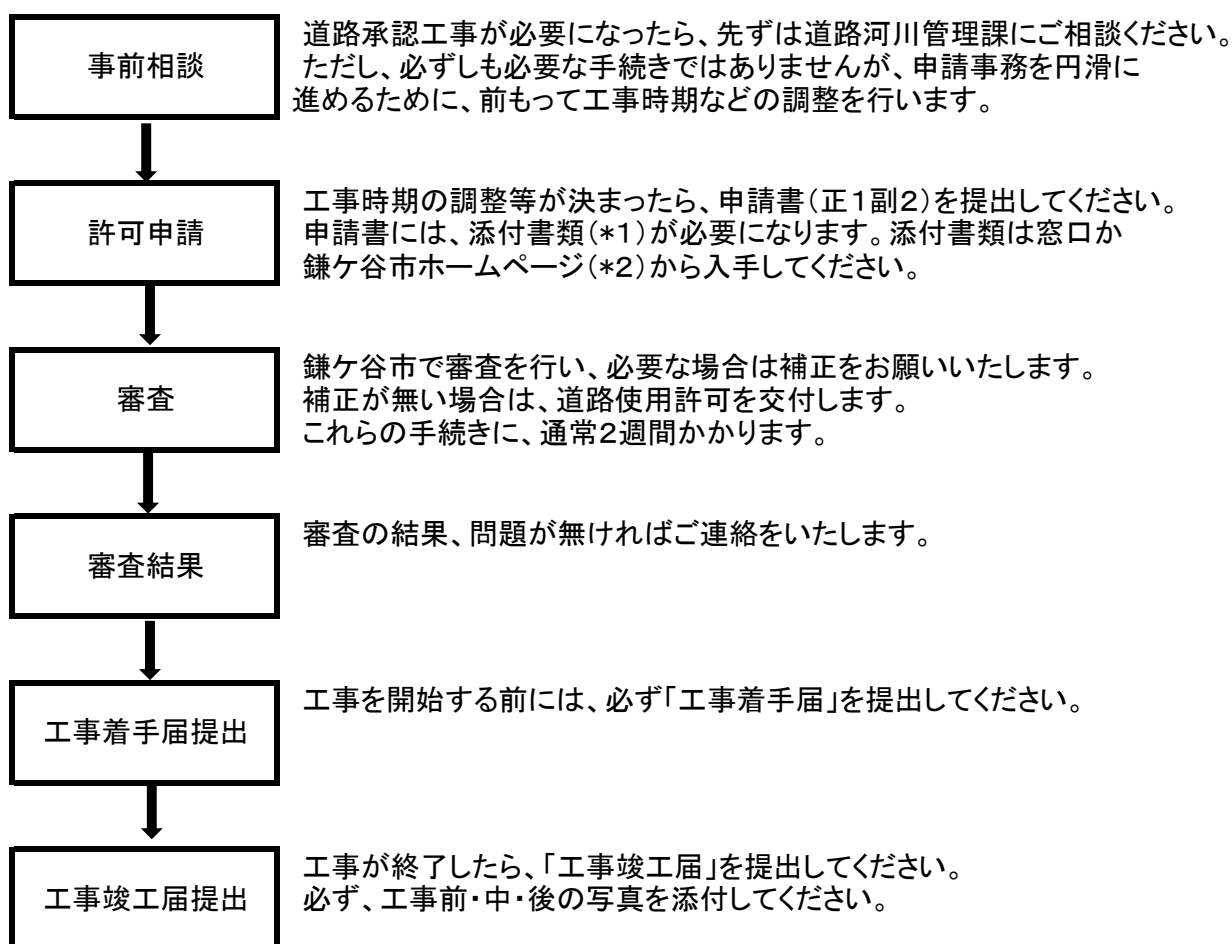 事前相談
道路承認工事が必要になったら、先ずは道路河川管理課にご相談ください。
ただし、必ずしも必要な手続きではありませんが、申請事務を円滑に
進めるために、前もって工事時期などの調整を行います。
許可申請
工事時期の調整等が決まったら、申請書(正1副2)を提出してください。
申請書には、添付書類(*1)が必要になります。添付書類は窓口か
鎌ケ谷市ホームページ(*2)から入手してください。
審査
鎌ケ谷市で審査を行い、必要な場合は補正をお願いいたします。
補正が無い場合は、道路使用許可を交付します。
これらの手続きに、通常2週間かかります。
審査結果
審査の結果、問題が無ければご連絡をいたします。
工事着手届提出
工事を開始する前には、必ず「工事着手届」を提出してください。
工事竣工届提出
工事が終了したら、「工事竣工届」を提出してください。
必ず、工事前・中・後の写真を添付してください。